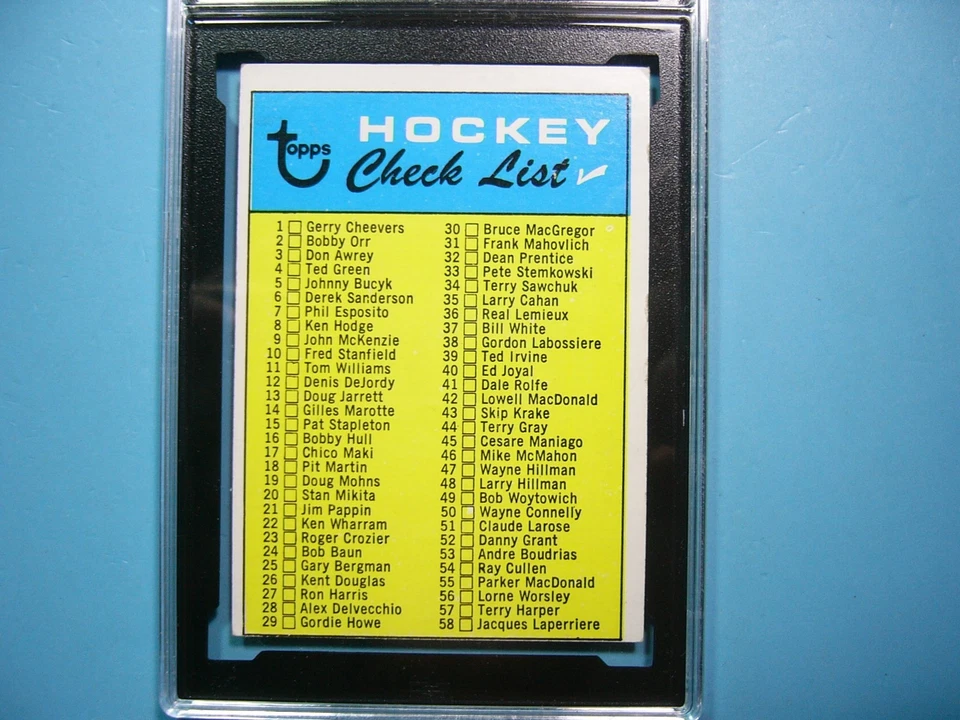 topps
HOCKEY
Check List
1 Gerry Cheevers
2 Bobby Orr
3 Don Awrey
4 Ted Green
5 Johnny Bucyk
6 Derek Sanderson
7 Phil Esposito
8 Ken Hodge
9 John McKenzie
10 Fred Stanfield
11 Tom Williams
12 Denis DeJordy
13 Doug Jarrett
14 Gilles Marotte
15 Pat Stapleton
16 Bobby Hull
17 Chico Maki
18 Pit Martin
19 Doug Mohns
20 Stan Mikita
21 Jim Pappin
22 Ken Wharram
23 Roger Crozier
24 Bob Baun
25 Gary Bergman
26 Kent Douglas
27 Ron Harris
28 Alex Delvecchio
29 Gordie Howe
30 Bruce MacGregor
31 Frank Mahovlich
32 Dean Prentice
33 Pete Stemkowski
34 Terry Sawchuk
35 Larry Cahan
36 Real Lemieux
37 Bill White
38 Gordon Labossiere
39 Ted Irvine
40 Ed Joyal
41 Dale Rolfe
42 Lowell MacDonald
43 Skip Krake
44 Terry Gray
45 Cesare Maniago
46 Mike McMahon
47 Wayne Hillman
48 Larry Hillman
49 Bob Woytowich
50 Wayne Connelly
51 Claude Larose
52 Danny Grant
53 Andre Boudrias
54 Ray Cullen
55 Parker MacDonald
56 Lorne Worsley
57 Terry Harper
58 Jacques Laperriere